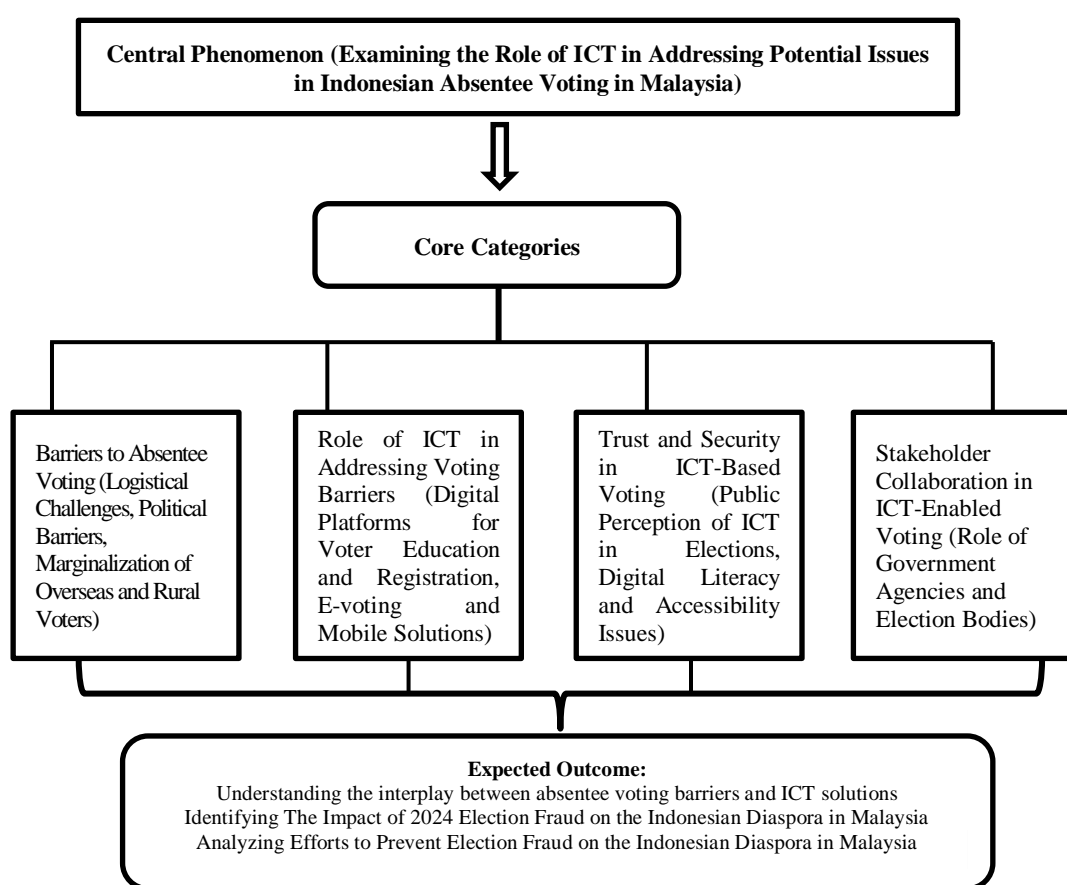 Central Phenomenon (Examining the Role of ICT in Addressing Potential Issues
in Indonesian Absentee Voting in Malaysia)
Core Categories
Barriers to Absentee
Voting (Logistical
Challenges, Political
Barriers,
Marginalization of
Overseas and Rural
Voters)
Role of ICT in
Addressing Voting
Barriers (Digital
Platforms for
Voter Education
and Registration,
E-voting and
Mobile Solutions)
Trust and Security
in ICT-Based
Voting (Public
Perception of ICT
in Elections,
Digital Literacy
and Accessibility
Issues)
Stakeholder
Collaboration in
ICT-Enabled
Voting (Role of
Government
Agencies and
Election Bodies)
Expected Outcome:
Understanding the interplay between absentee voting barriers and ICT solutions
Identifying The Impact of 2024 Election Fraud on the Indonesian Diaspora in Malaysia
Analyzing Efforts to Prevent Election Fraud on the Indonesian Diaspora in Malaysia